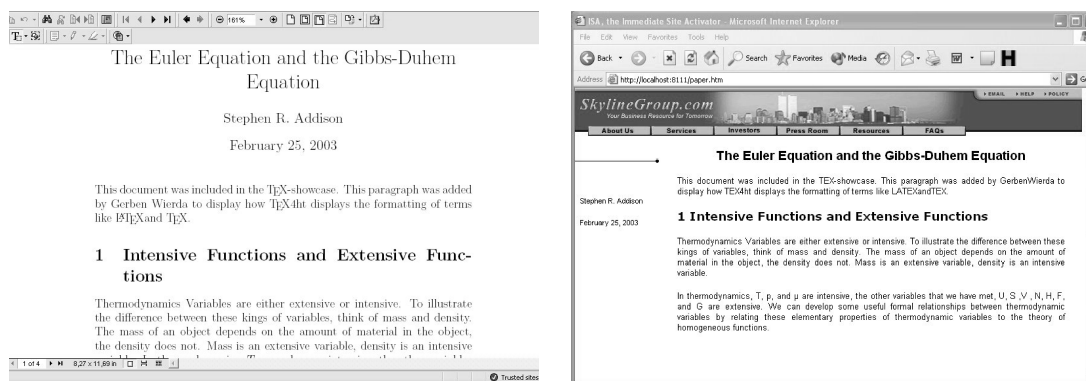 161%
The Euler Equation and the Gibbs-Duhem
Equation
Stephen R. Addison
February 25, 2003
This document was included in the TEX-showcase. This paragraph was added
by Gerben Wierda to display how TEX4ht displays the formatting of terms
like LATEXand TEX.
1 Intensive Functions and Extensive Func-
tions
Thermodynamics Variables are either extensive or intensive. To illustrate
the difference between these kings of variables, think of mass and density.
The mass of an object depends on the amount of material in the object,
the density does not. Mass is an extensive variable, density is an intensive
1 of 4 8,27 x 11,69 in
Trusted sites
ISA, the Immediate Site Activator - Microsoft Internet Explorer
File Edit View Favorites Tools Help
Back Search Favorites Media
Address http://localhost:8111/paper.htm
EMAIL HELP POLICY
SkylineGroup.com
Your Business Resource for Tomorrow
About Us Services Investors Press Room Resources FAQs
The Euler Equation and the Gibbs-Duhem Equation
This document was included in the TEX-showcase. This paragraph was added by GerbenWierda to
display how TEX4ht displays the formatting of terms like LATEXandTEX.
Stephen R. Addison
February 25, 2003
1 Intensive Functions and Extensive Functions
Thermodynamics Variables are either extensive or intensive. To illustrate the difference between these
kings of variables, think of mass and density. The mass of an object depends on the amount of
material in the object, the density does not. Mass is an extensive variable, density is an intensive
variable.
In thermodynamics, T, p, and μ are intensive, the other variables that we have met, U, S ,V , N, H, F,
and G are extensive. We can develop some useful formal relationships between thermodynamic
variables by relating these elementary properties of thermodynamic variables to the theory of
homogeneous functions.